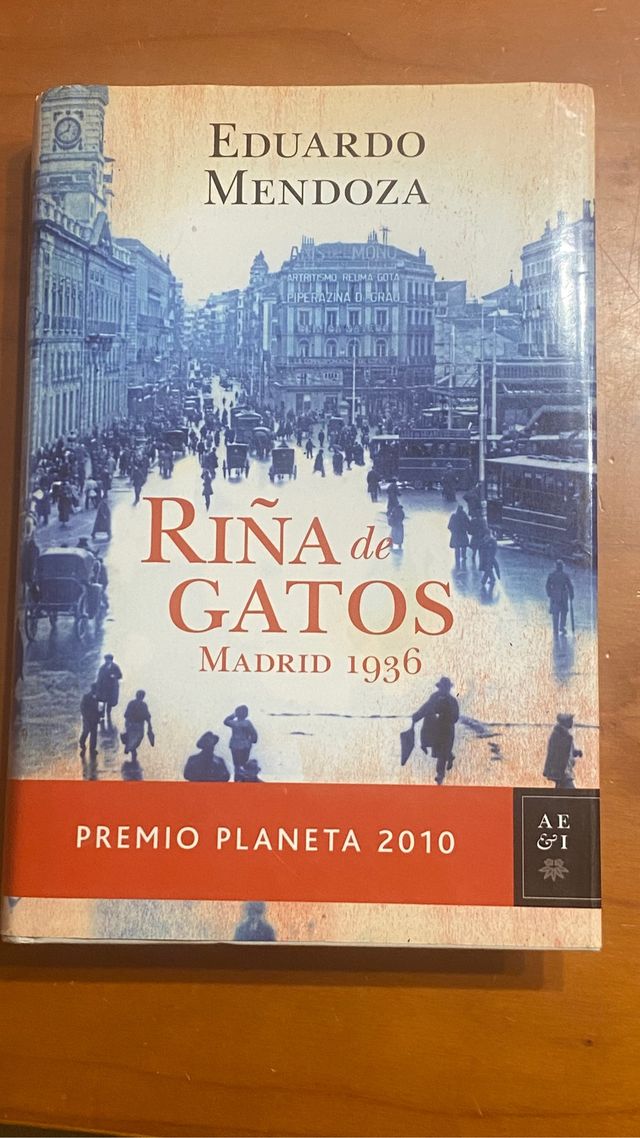 EDUARDO
MENDOZA
ARTRITISMO REUMA GOTA
PIPERAZINA D. GRAU
RIÑA de
GATOS
MADRID 1936
PREMIO PLANETA 2010
AE
&I